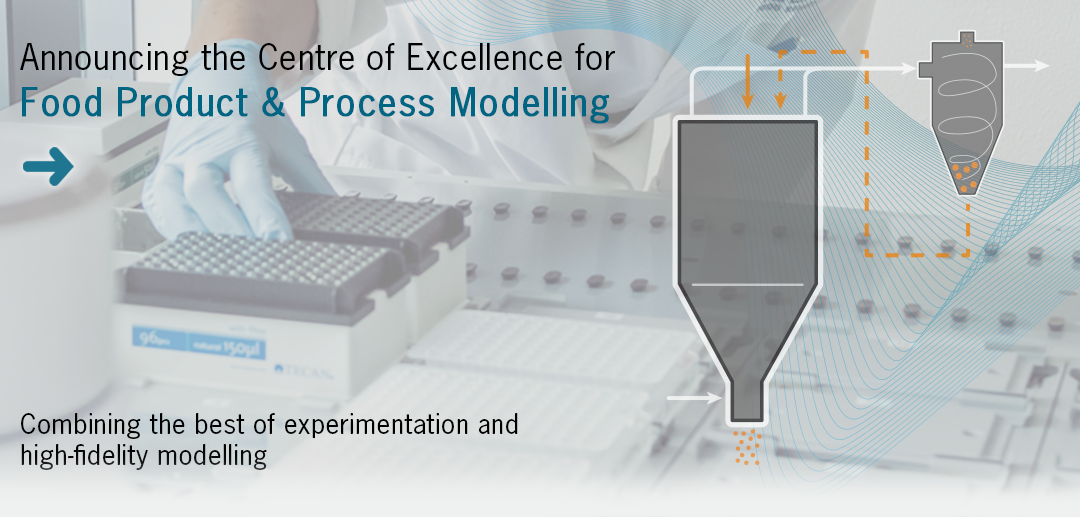 Announcing the Centre of Excellence for
Food Product & Process Modelling
96pcs
natural 150µl
TECAN
Combining the best of experimentation and
high-fidelity modelling